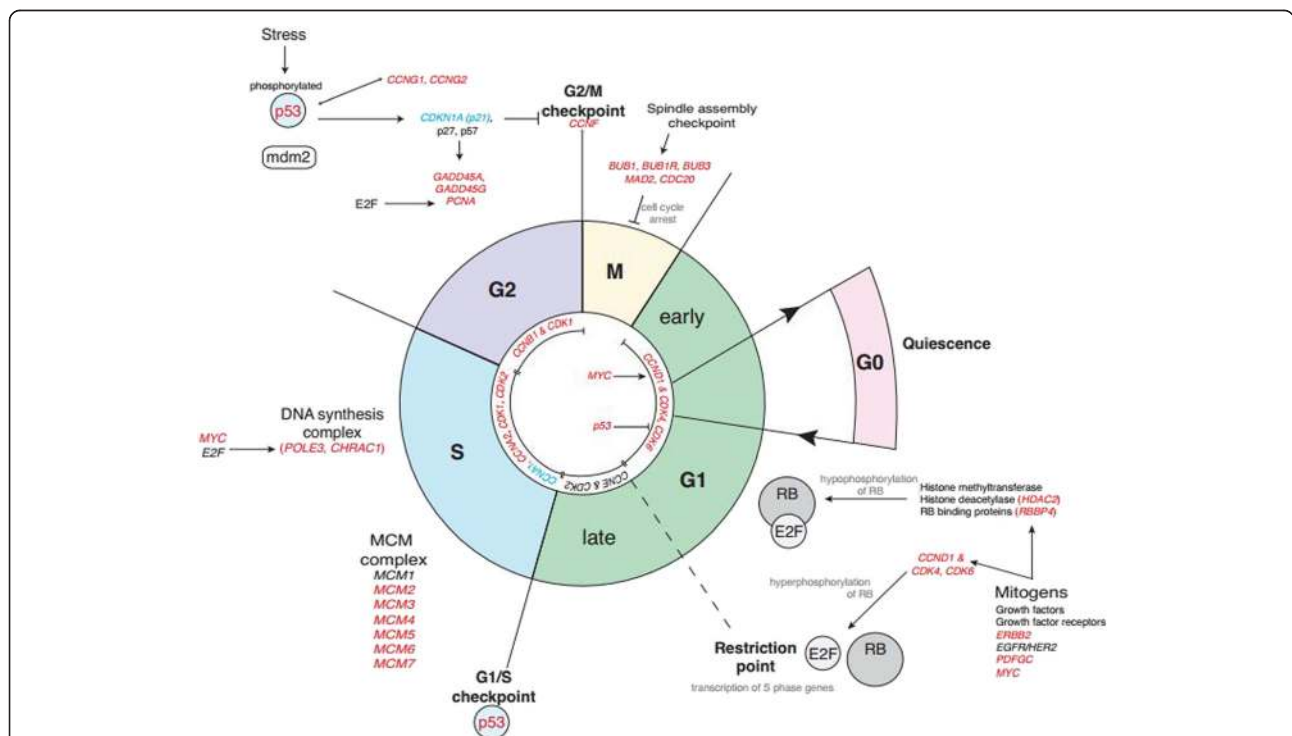 Stress
phosphorylated
p53
mdm2
CCNG1, CCNG2
CDKN1A (p21),
p27, p57
GADD45A,
GADD45G
PCNA
E2F
G2/M
checkpoint
CCNF
Spindle assembly
checkpoint
BUB1, BUB1R, BUB3
MAD2, CDC20
cell cycle
arrest
G2
M
early
G0
Quiescence
CCNB1 & CDK1
CCNA2, CDK1, CDK2
CCNA1,
CCNE & CDK2
CCND1 & CDK4, CDK6
MYC
p53
S
G1
late
DNA synthesis
complex
(POLE3, CHRAC1)
MYC
E2F
MCM
complex
MCM1
MCM2
MCM3
MCM4
MCM5
MCM6
MCM7
G1/S
checkpoint
p53
Restriction
point
transcription of S phase genes
RB
E2F
hypophosphorylation
of RB
Histone methyltransferase
Histone deacetylase (HDAC2)
RB binding proteins (RBBP4)
CCND1 &
CDK4, CDK6
hyperphosphorylation
of RB
E2F
RB
Mitogens
Growth factors
Growth factor receptors
ERBB2
EGFR/HER2
PDFGC
MYC